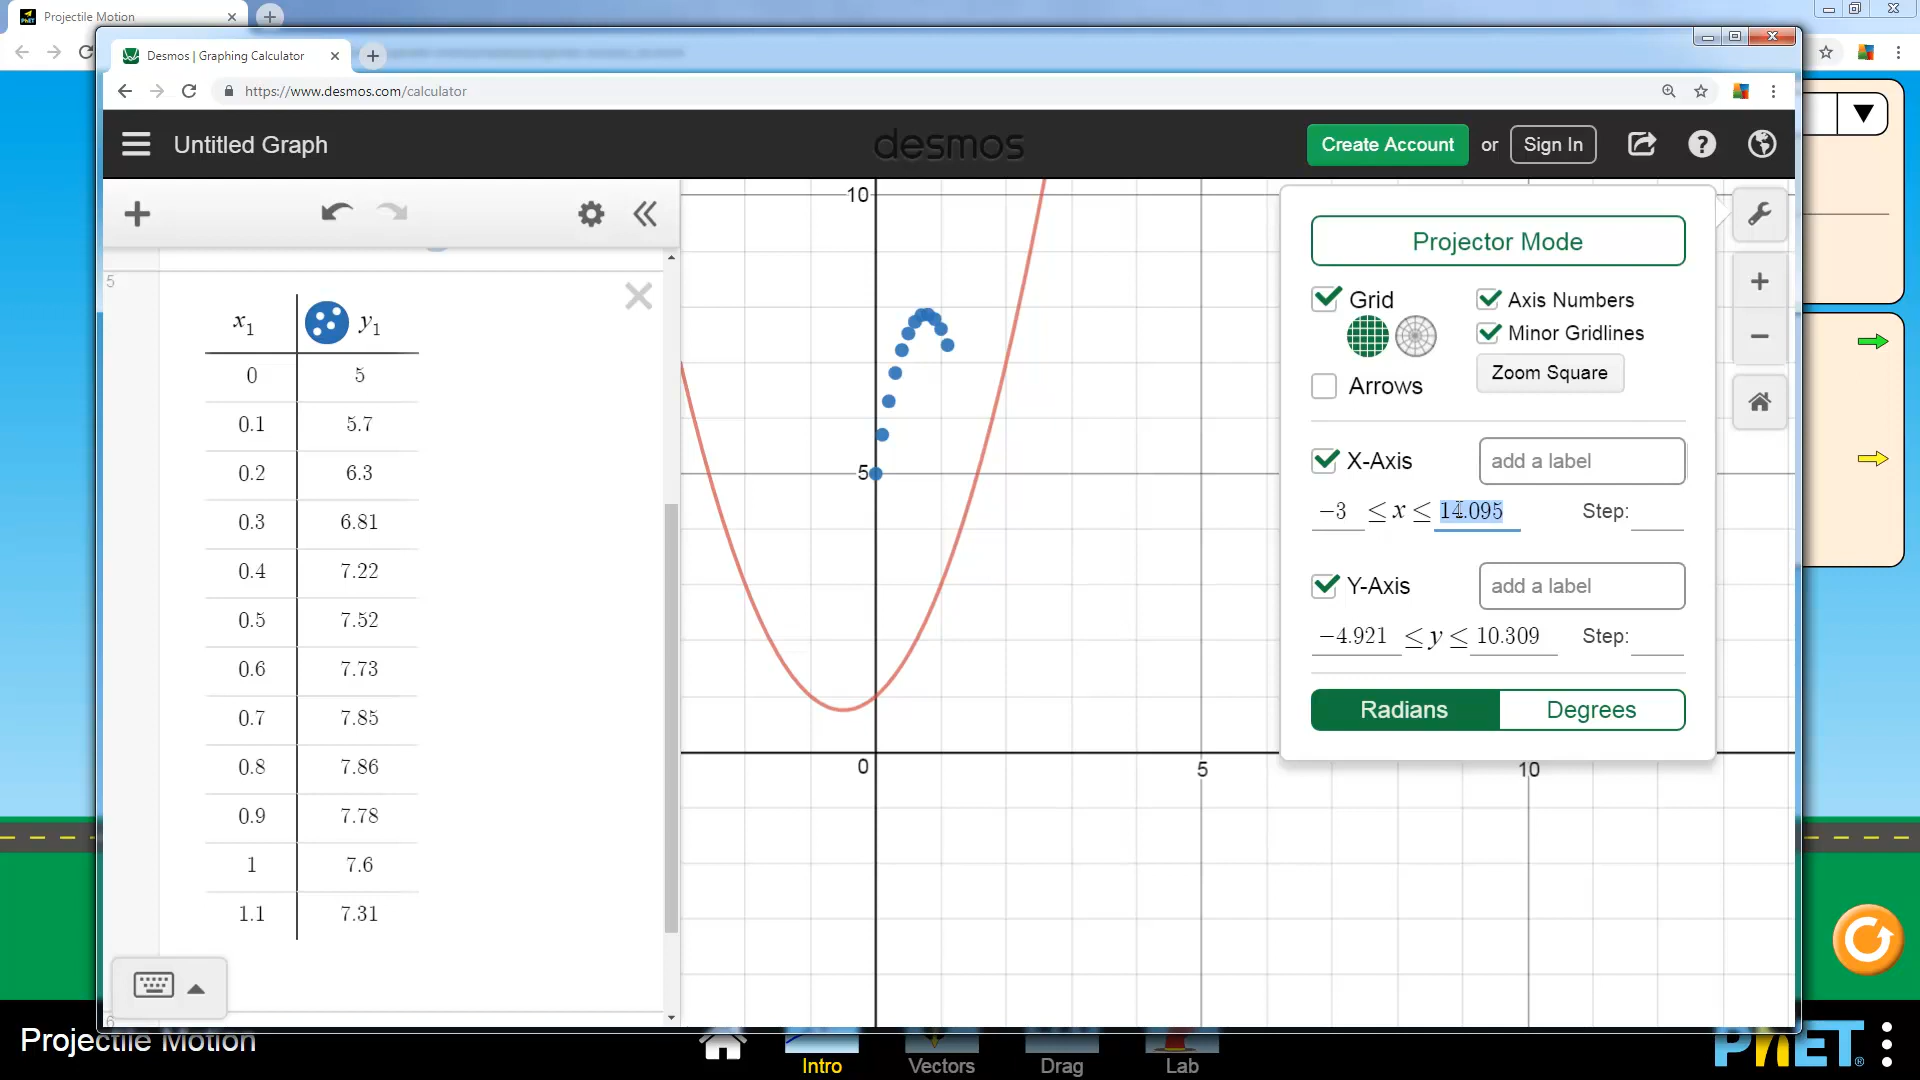 Projectile Motion
Desmos | Graphing Calculator
https://www.desmos.com/calculator
Untitled Graph
desmos
Create Account
or
Sign In
5
x1 y1
0 5
0.1 5.7
0.2 6.3
0.3 6.81
0.4 7.22
0.5 7.52
0.6 7.73
0.7 7.85
0.8 7.86
0.9 7.78
1 7.6
1.1 7.31
6
10
5
0
5
10
Projector Mode
Grid
Axis Numbers
Minor Gridlines
Arrows
Zoom Square
X-Axis
add a label
−3 ≤ x ≤ 14.095
Step:
Y-Axis
add a label
−4.921 ≤ y ≤ 10.309
Step:
Radians
Degrees
Projectile Motion
Intro
Vectors
Drag
Lab
PhET